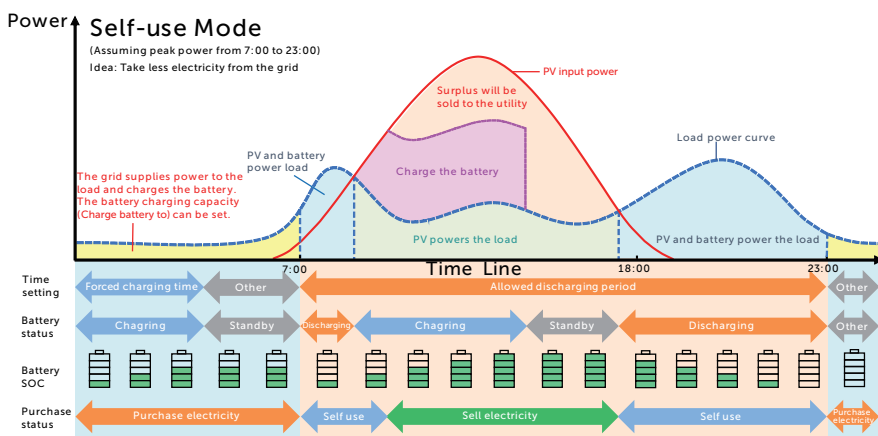 Power
Self-use Mode
(Assuming peak power from 7:00 to 23:00)
Idea: Take less electricity from the grid
PV input power
Surplus will be
sold to the utility
Load power curve
PV and battery
power load
Charge the battery
The grid supplies power to the
load and charges the battery.
The battery charging capacity
(Charge battery to) can be set.
PV powers the load
PV and battery power the load
7:00
Time Line
18:00
23:00
Time
setting
Forced charging time
Other
Allowed discharging period
Other
Battery
status
Chagring
Standby
Discharging
Chagring
Standby
Discharging
Other
Battery
SOC
Purchase
status
Purchase electricity
Self use
Sell electricity
Self use
Purchase
electricity